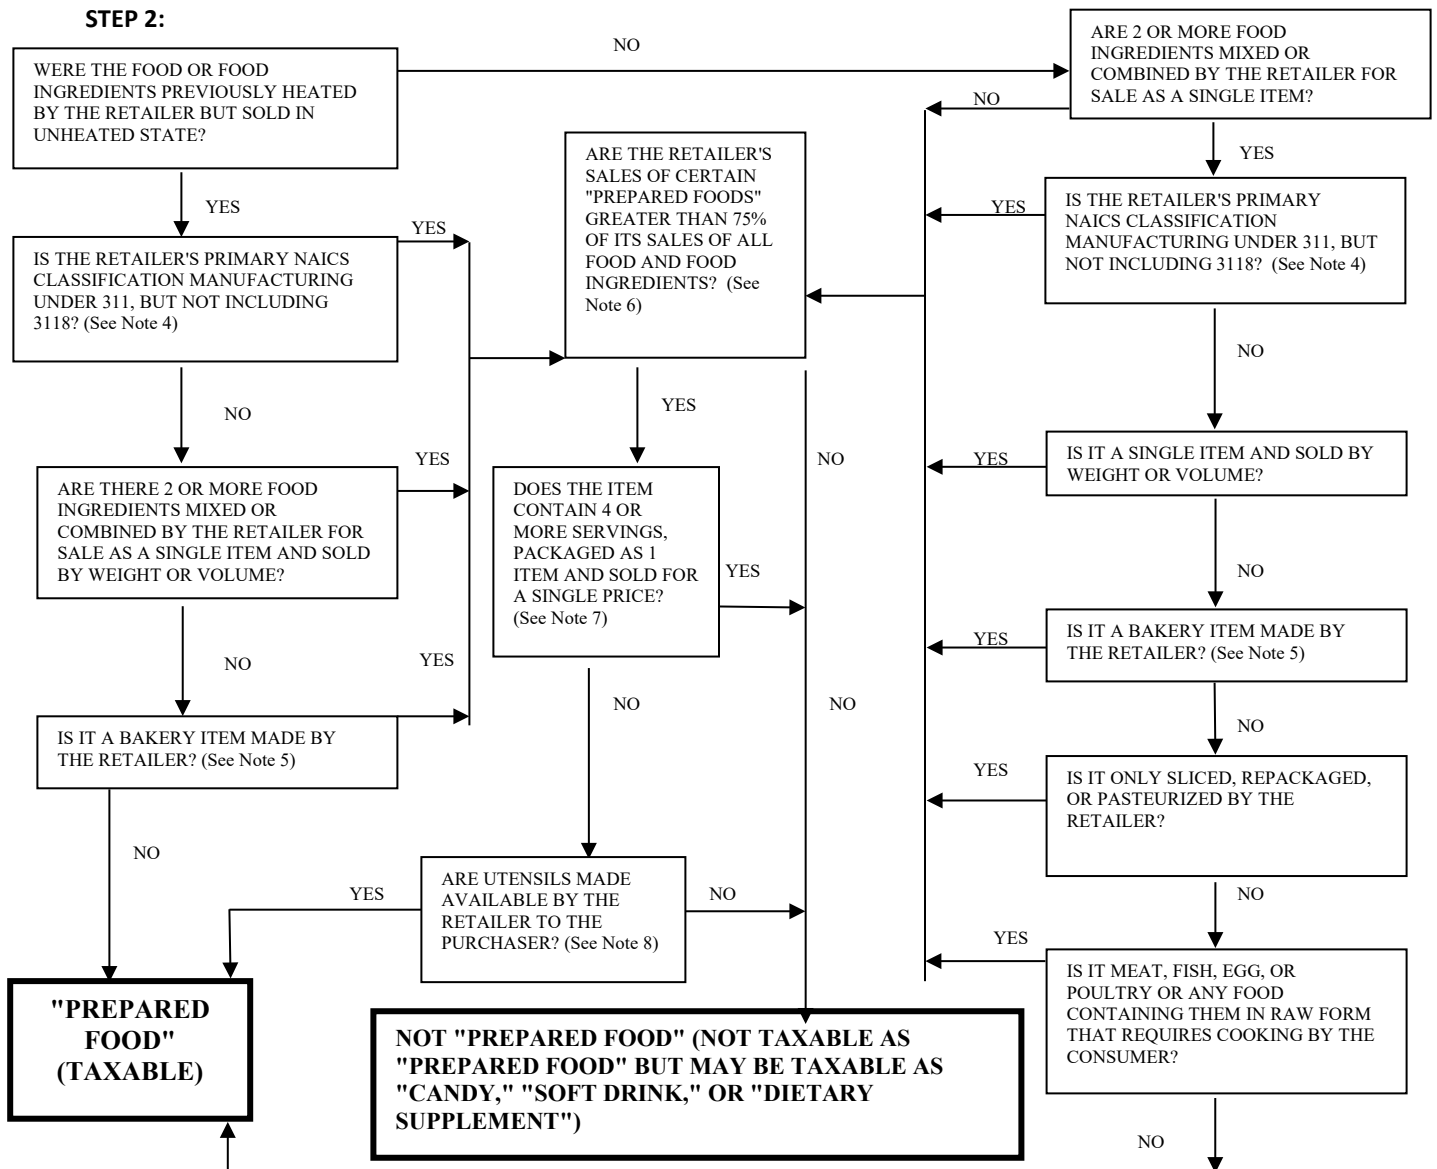 STEP 2:
WERE THE FOOD OR FOOD
INGREDIENTS PREVIOUSLY HEATED
BY THE RETAILER BUT SOLD IN
UNHEATED STATE?
NO
ARE 2 OR MORE FOOD
INGREDIENTS MIXED OR
COMBINED BY THE RETAILER FOR
SALE AS A SINGLE ITEM?
NO
YES
YES
IS THE RETAILER'S PRIMARY NAICS
CLASSIFICATION MANUFACTURING
UNDER 311, BUT NOT INCLUDING
3118? (See Note 4)
YES
ARE THE RETAILER'S
SALES OF CERTAIN
"PREPARED FOODS"
GREATER THAN 75%
OF ITS SALES OF ALL
FOOD AND FOOD
INGREDIENTS? (See
Note 6)
YES
IS THE RETAILER'S PRIMARY
NAICS CLASSIFICATION
MANUFACTURING UNDER 311, BUT
NOT INCLUDING 3118? (See Note 4)
NO
NO
YES
NO
ARE THERE 2 OR MORE FOOD
INGREDIENTS MIXED OR
COMBINED BY THE RETAILER FOR
SALE AS A SINGLE ITEM AND SOLD
BY WEIGHT OR VOLUME?
YES
DOES THE ITEM
CONTAIN 4 OR
MORE SERVINGS,
PACKAGED AS 1
ITEM AND SOLD FOR
A SINGLE PRICE?
(See Note 7)
YES
YES
IS IT A SINGLE ITEM AND SOLD BY
WEIGHT OR VOLUME?
NO
NO
YES
NO
NO
YES
IS IT A BAKERY ITEM MADE BY
THE RETAILER? (See Note 5)
NO
IS IT A BAKERY ITEM MADE BY
THE RETAILER? (See Note 5)
YES
IS IT ONLY SLICED, REPACKAGED,
OR PASTEURIZED BY THE
RETAILER?
NO
NO
YES
ARE UTENSILS MADE
AVAILABLE BY THE
RETAILER TO THE
PURCHASER? (See Note 8)
NO
YES
IS IT MEAT, FISH, EGG, OR
POULTRY OR ANY FOOD
CONTAINING THEM IN RAW FORM
THAT REQUIRES COOKING BY THE
CONSUMER?
"PREPARED
FOOD"
(TAXABLE)
NOT "PREPARED FOOD" (NOT TAXABLE AS
"PREPARED FOOD" BUT MAY BE TAXABLE AS
"CANDY," "SOFT DRINK," OR "DIETARY
SUPPLEMENT")
NO